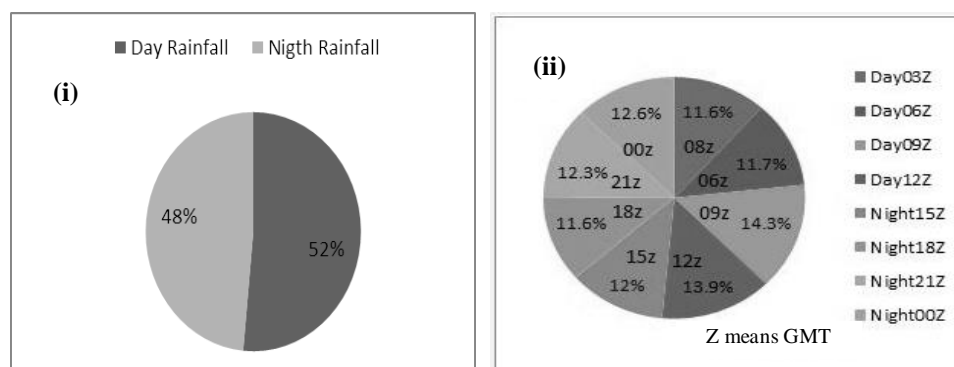 Day Rainfall Nigth Rainfall
(i)
48%
52%
(ii)
12.6% 11.6%
00z 08z
12.3% 11.7%
21z 06z
18z 09z
11.6% 14.3%
15z 12z
12% 13.9%
Z means GMT
Day03Z
Day06Z
Day09Z
Day12Z
Night15Z
Night18Z
Night21Z
Night00Z